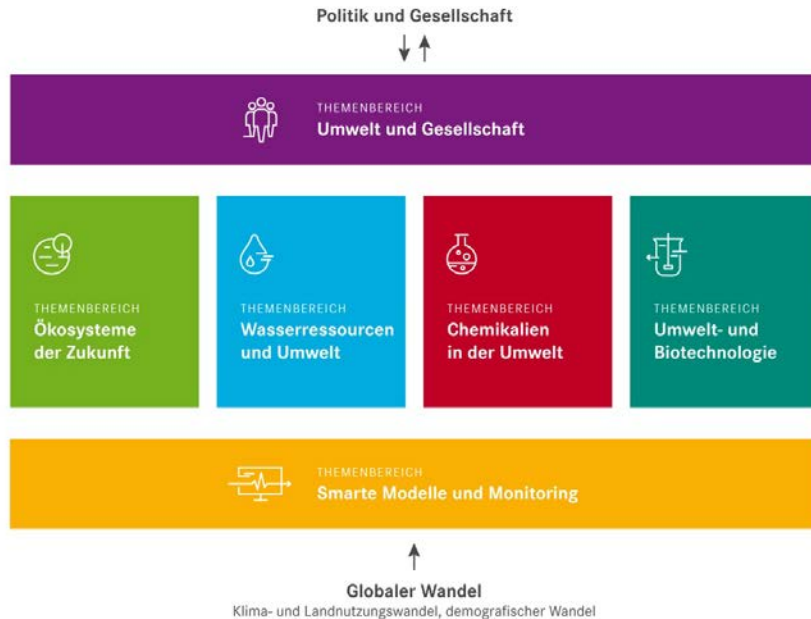 Politik und Gesellschaft
THEMENBEREICH
Umwelt und Gesellschaft
THEMENBEREICH
Ökosysteme
der Zukunft
THEMENBEREICH
Wasserressourcen
und Umwelt
THEMENBEREICH
Chemikalien
in der Umwelt
THEMENBEREICH
Umwelt- und
Biotechnologie
THEMENBEREICH
Smarte Modelle und Monitoring
Globaler Wandel
Klima- und Landnutzungswandel, demografischer Wandel